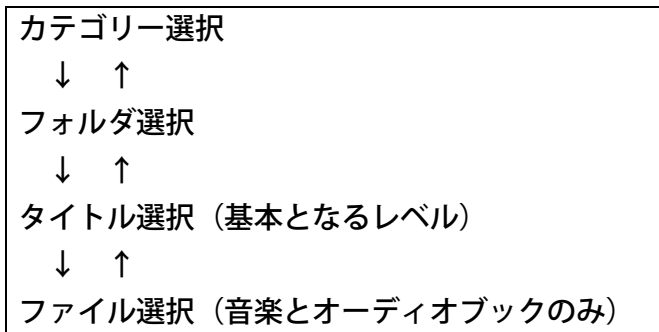 カテゴリー選択
↓ ↑
フォルダ選択
↓ ↑
タイトル選択（基本となるレベル）
↓ ↑
ファイル選択（音楽とオーディオブックのみ）